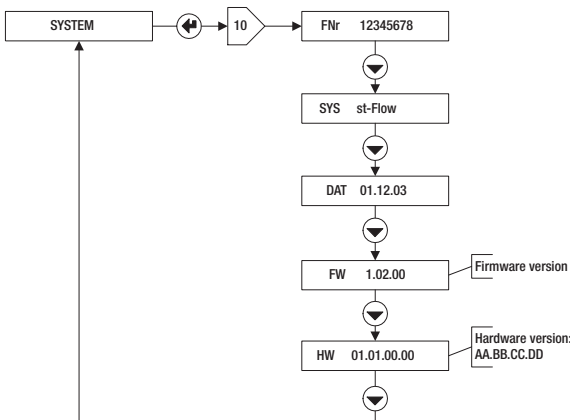 SYSTEM
10
FNr 12345678
SYS st-Flow
DAT 01.12.03
FW 1.02.00
Firmware version
HW 01.01.00.00
Hardware version:
AA.BB.CC.DD